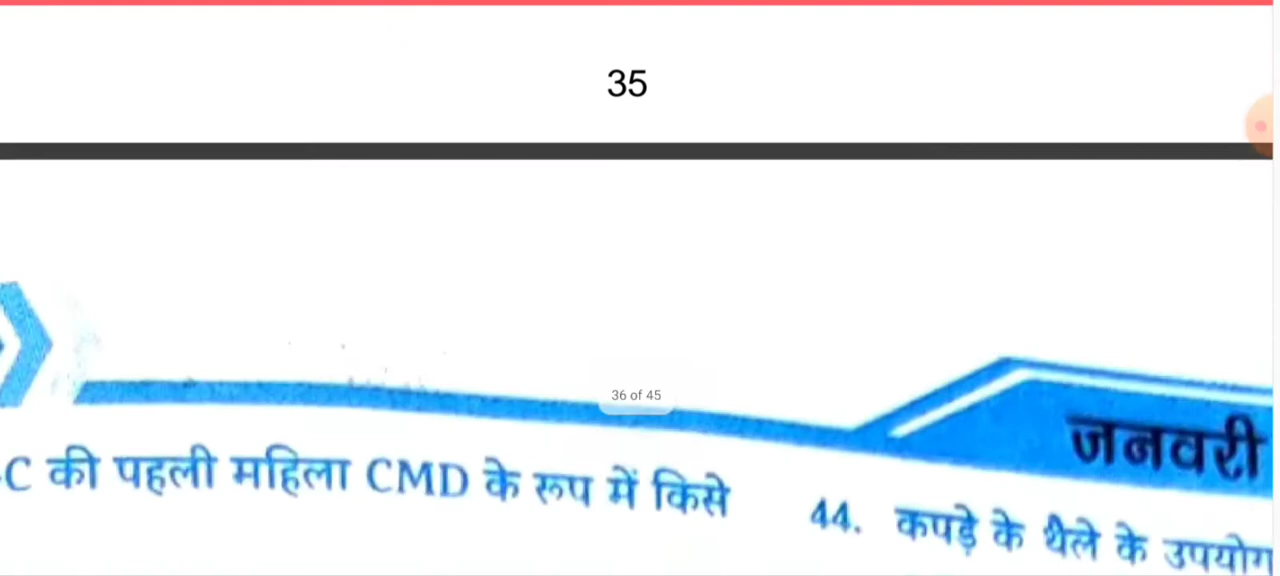 35
36 of 45
जनवरी
C की पहली महिला CMD के रूप में किसे
44. कपड़े के थैले के उपयोग